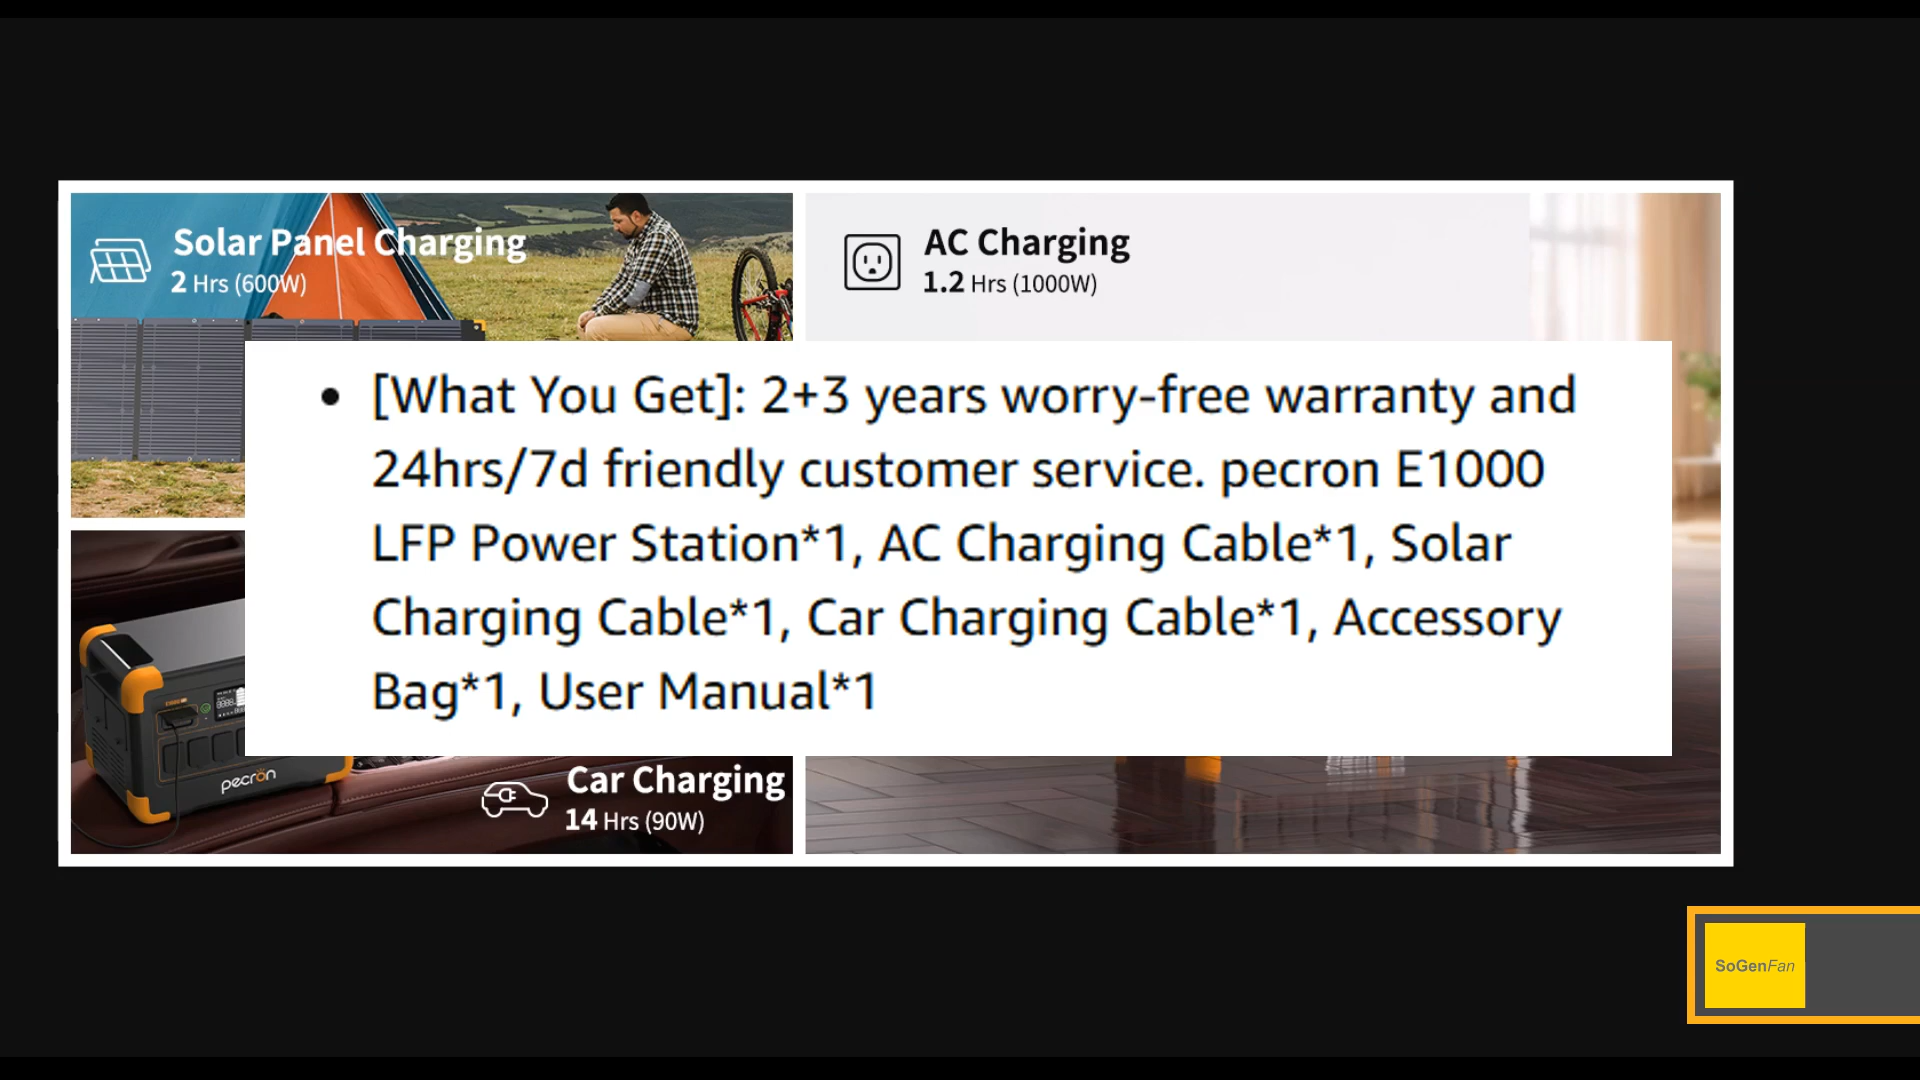 Solar Panel Charging
2 Hrs (600W)
AC Charging
1.2 Hrs (1000W)
• [What You Get]: 2+3 years worry-free warranty and
24hrs/7d friendly customer service. pecron E1000
LFP Power Station*1, AC Charging Cable*1, Solar
Charging Cable*1, Car Charging Cable*1, Accessory
Bag*1, User Manual*1
pecron
Car Charging
14 Hrs (90W)
SoGenFan